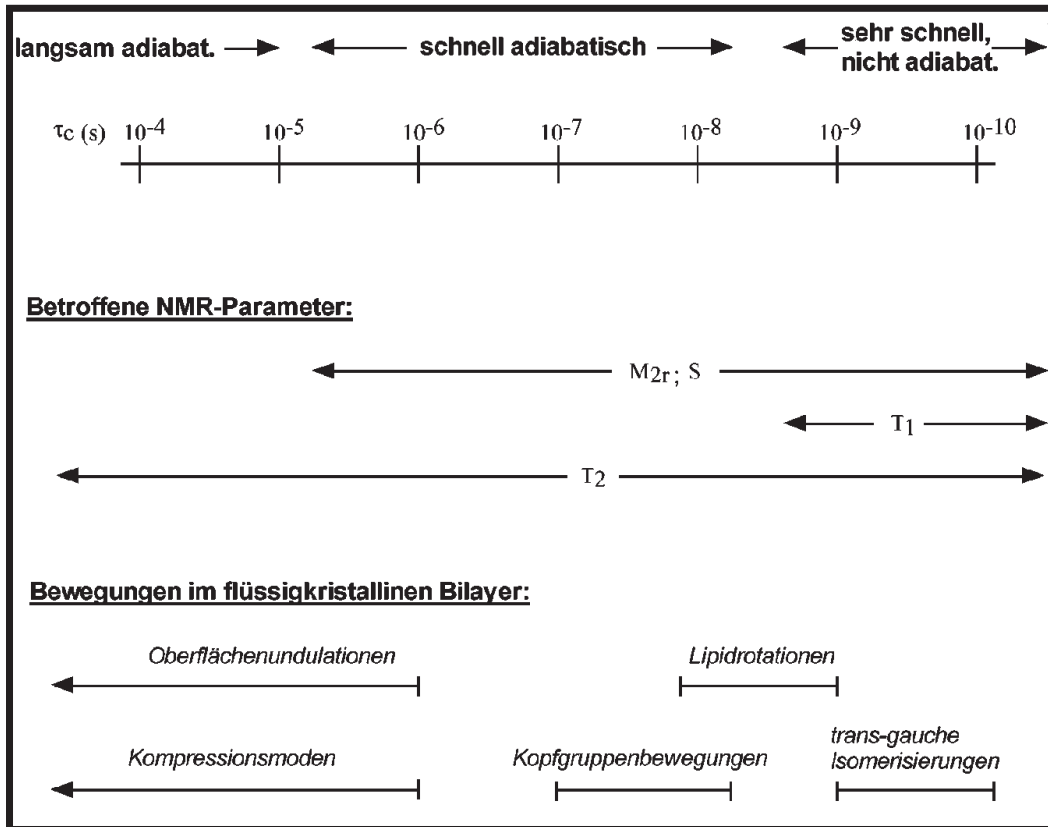 langsam adiabat.
schnell adiabatisch
sehr schnell,
nicht adiabat.
τc (s) 10-4 10-5 10-6 10-7 10-8 10-9 10-10
Betroffene NMR-Parameter:
M2r; S
T1
T2
Bewegungen im flüssigkristallinen Bilayer:
Oberflächenundulationen
Lipidrotationen
Kompressionsmoden
Kopfgruppenbewegungen
trans-gauche
Isomerisierungen